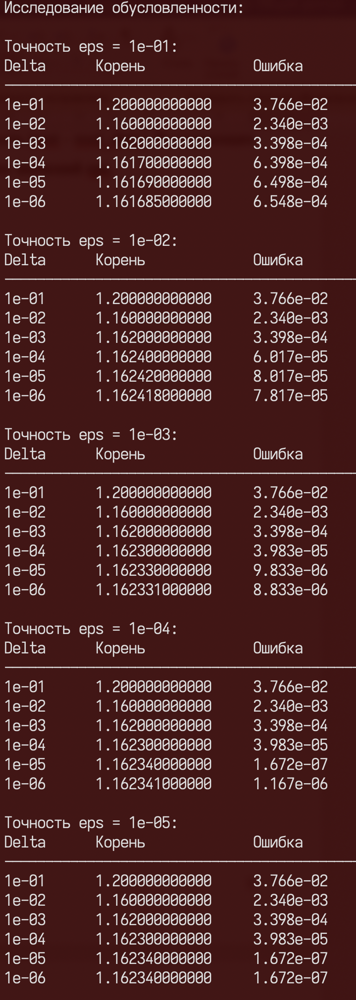 Исследование обусловленности:
Точность eps = 1e-01:
Delta Корень Ошибка
1e-01 1.200000000000 3.766e-02
1e-02 1.160000000000 2.340e-03
1e-03 1.162000000000 3.398e-04
1e-04 1.161700000000 6.398e-04
1e-05 1.161690000000 6.498e-04
1e-06 1.161685000000 6.548e-04
Точность eps = 1e-02:
Delta Корень Ошибка
1e-01 1.200000000000 3.766e-02
1e-02 1.160000000000 2.340e-03
1e-03 1.162000000000 3.398e-04
1e-04 1.162400000000 6.017e-05
1e-05 1.162420000000 8.017e-05
1e-06 1.162418000000 7.817e-05
Точность eps = 1e-03:
Delta Корень Ошибка
1e-01 1.200000000000 3.766e-02
1e-02 1.160000000000 2.340e-03
1e-03 1.162000000000 3.398e-04
1e-04 1.162300000000 3.983e-05
1e-05 1.162330000000 9.833e-06
1e-06 1.162331000000 8.833e-06
Точность eps = 1e-04:
Delta Корень Ошибка
1e-01 1.200000000000 3.766e-02
1e-02 1.160000000000 2.340e-03
1e-03 1.162000000000 3.398e-04
1e-04 1.162300000000 3.983e-05
1e-05 1.162340000000 1.672e-07
1e-06 1.162341000000 1.167e-06
Точность eps = 1e-05:
Delta Корень Ошибка
1e-01 1.200000000000 3.766e-02
1e-02 1.160000000000 2.340e-03
1e-03 1.162000000000 3.398e-04
1e-04 1.162300000000 3.983e-05
1e-05 1.162340000000 1.672e-07
1e-06 1.162340000000 1.672e-07